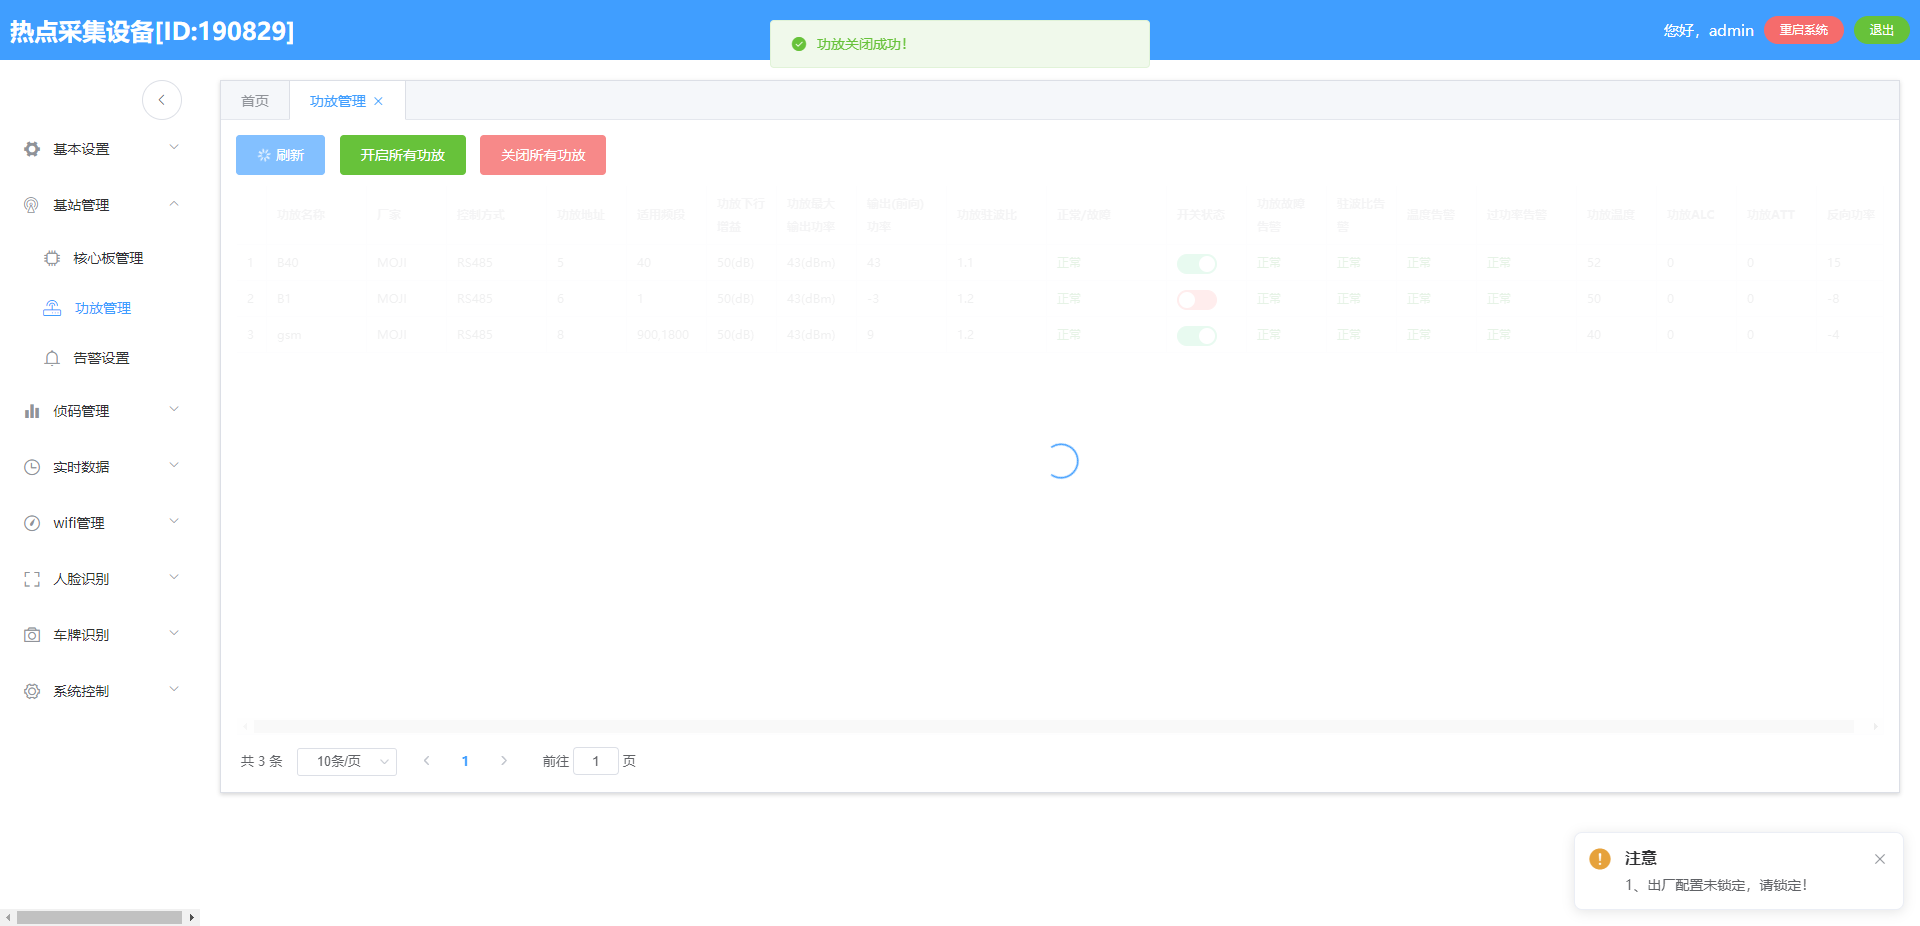 热点采集设备[ID:190829]
功放关闭成功!
您好，admin
重启系统
退出
首页
功放管理
基本设置
基站管理
核心板管理
功放管理
告警设置
侦码管理
实时数据
wifi管理
人脸识别
车牌识别
系统控制
刷新
开启所有功放
关闭所有功放
功放名称 厂家 控制方式 功放地址 适用频段 功放下行增益 功放最大输出功率 输出(前向)功率 功放驻波比 正常/故障 开关状态 功放故障告警 驻波比告警 温度告警 过功率告警 功放温度 功放ALC 功放ATT 反向功率
1 B40 MOJI RS485 5 40 50(dB) 43(dBm) 43 1.1 正常 正常 正常 正常 正常 52 0 0 15
2 B1 MOJI RS485 6 1 50(dB) 43(dBm) -3 1.2 正常 正常 正常 正常 正常 50 0 0 -8
3 gsm MOJI RS485 8 900,1800 50(dB) 43(dBm) 9 1.2 正常 正常 正常 正常 正常 40 0 0 -4
共 3 条 10条/页 1 前往 1 页
注意
1、出厂配置未锁定，请锁定!